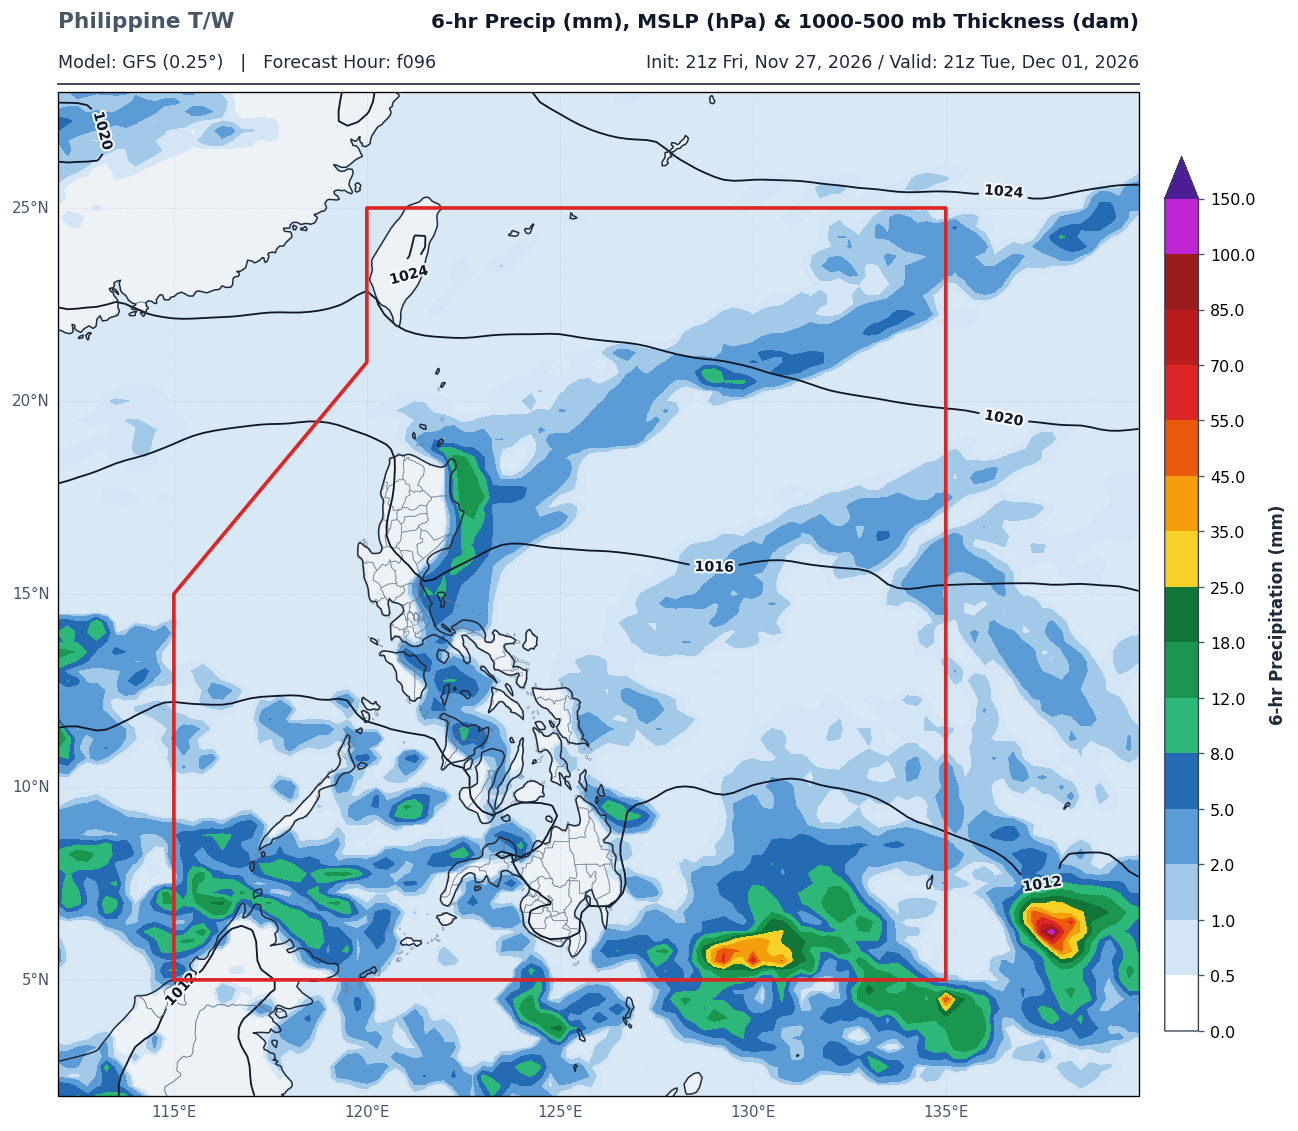 Philippine T/W
6-hr Precip (mm), MSLP (hPa) & 1000-500 mb Thickness (dam)
Model: GFS (0.25°)   |   Forecast Hour: f096
Init: 21z Fri, Nov 27, 2026 / Valid: 21z Tue, Dec 01, 2026
1020
1024
1024
1020
1016
1012
1012
25°N
20°N
15°N
10°N
5°N
115°E
120°E
125°E
130°E
135°E
150.0
100.0
85.0
70.0
55.0
45.0
35.0
25.0
18.0
12.0
8.0
5.0
2.0
1.0
0.5
0.0
6-hr Precipitation (mm)